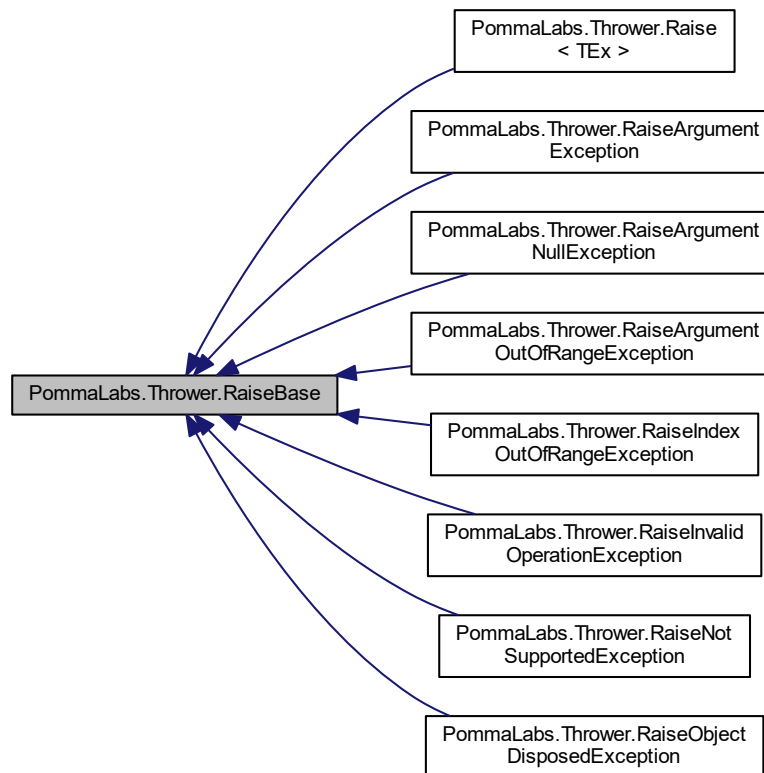 PommaLabs.Thrower.Raise
< TEx >
PommaLabs.Thrower.RaiseArgument
Exception
PommaLabs.Thrower.RaiseArgument
NullException
PommaLabs.Thrower.RaiseArgument
OutOfRangeException
PommaLabs.Thrower.RaiseBase
PommaLabs.Thrower.RaiseIndex
OutOfRangeException
PommaLabs.Thrower.RaiseInvalid
OperationException
PommaLabs.Thrower.RaiseNot
SupportedException
PommaLabs.Thrower.RaiseObject
DisposedException